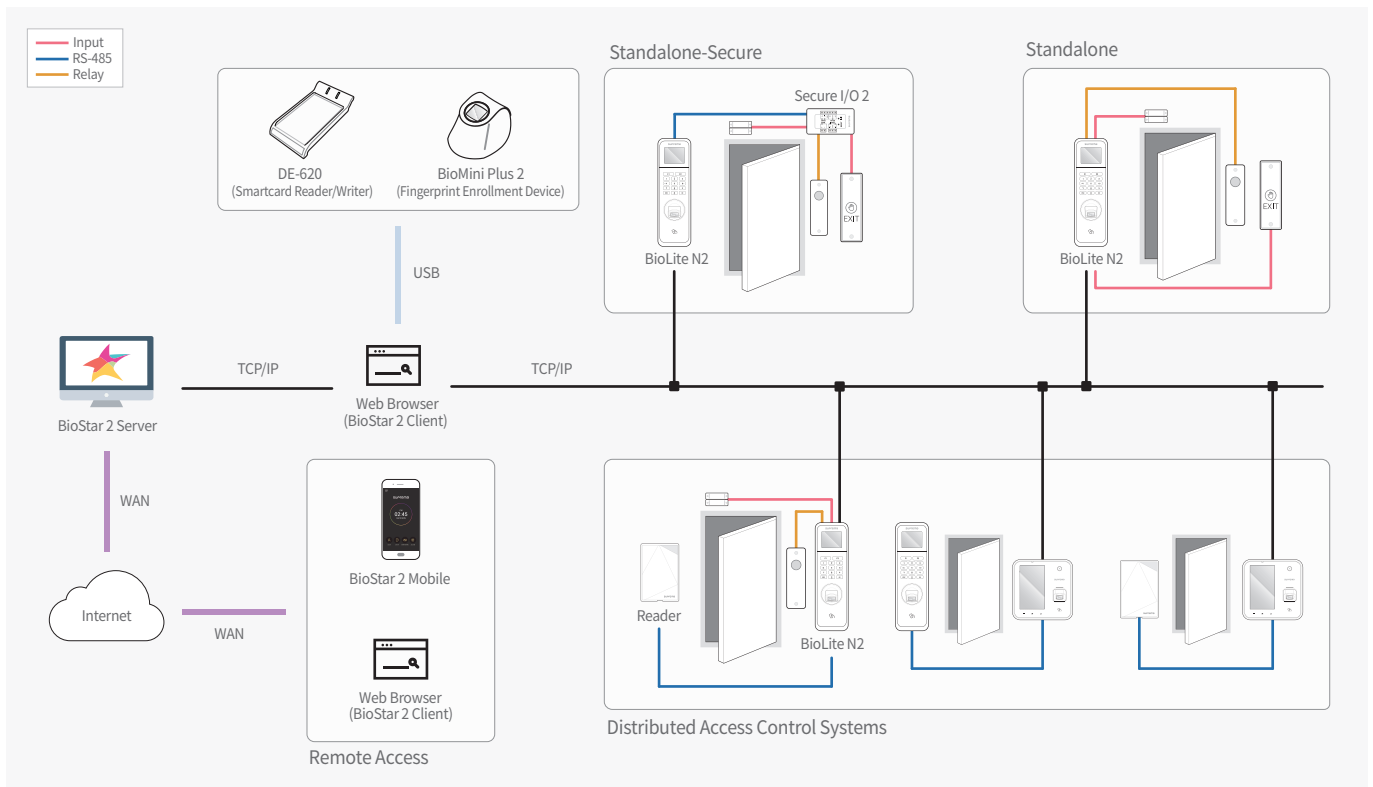 Input
RS-485
Relay
DE-620
(Smartcard Reader/Writer)
BioMini Plus 2
(Fingerprint Enrollment Device)
USB
Standalone-Secure
Secure I/O 2
EXIT
BioLite N2
Standalone
EXIT
BioLite N2
BioStar 2 Server
TCP/IP
Web Browser
(BioStar 2 Client)
TCP/IP
WAN
Internet
WAN
02:45
BioStar 2 Mobile
Web Browser
(BioStar 2 Client)
Remote Access
Reader
BioLite N2
Distributed Access Control Systems